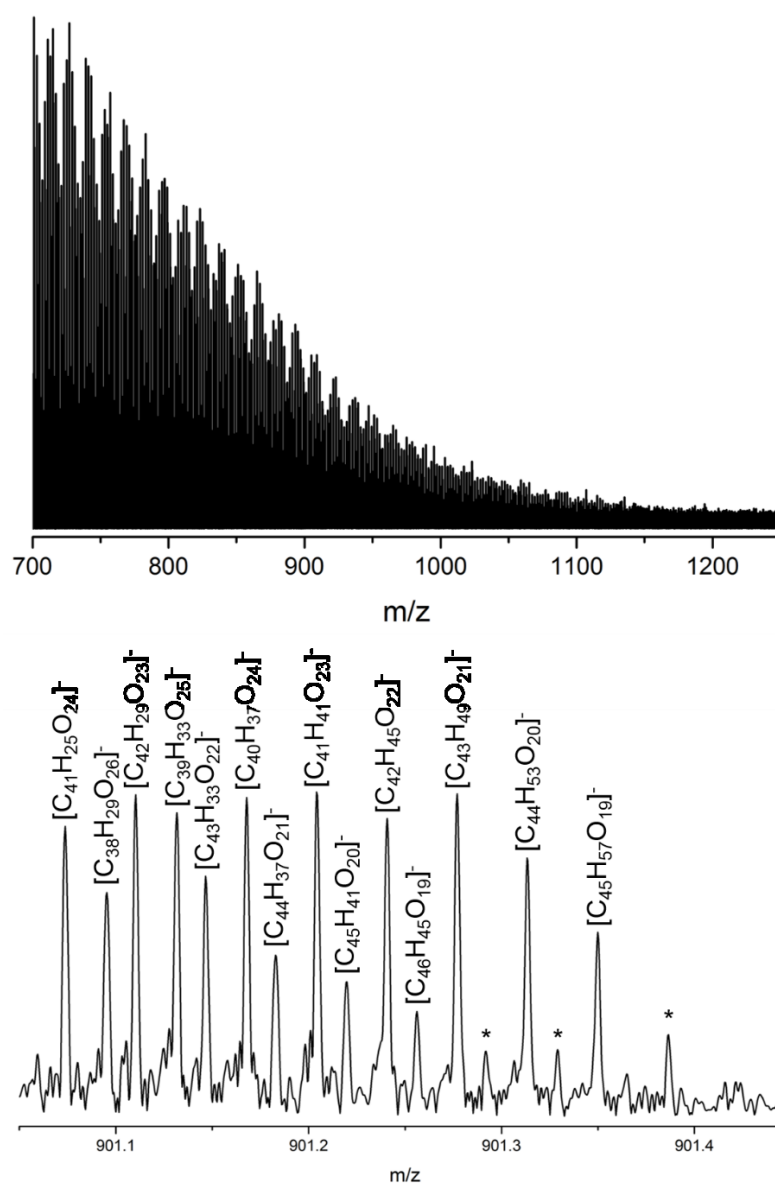 700 800 900 1000 1100 1200
m/z
[C₄₁H₂₅O₂₄]⁻
[C₃₈H₂₉O₂₆]⁻
[C₄₂H₂₉O₂₃]⁻
[C₃₉H₃₃O₂₅]⁻
[C₄₃H₃₃O₂₂]⁻
[C₄₀H₃₇O₂₄]⁻
[C₄₄H₃₇O₂₁]⁻
[C₄₁H₄₁O₂₃]⁻
[C₄₅H₄₁O₂₀]⁻
[C₄₂H₄₅O₂₂]⁻
[C₄₆H₄₅O₁₉]⁻
[C₄₃H₄₉O₂₁]⁻
*
[C₄₄H₅₃O₂₀]⁻
*
[C₄₅H₅₇O₁₉]⁻
*
901.1 901.2 901.3 901.4
m/z